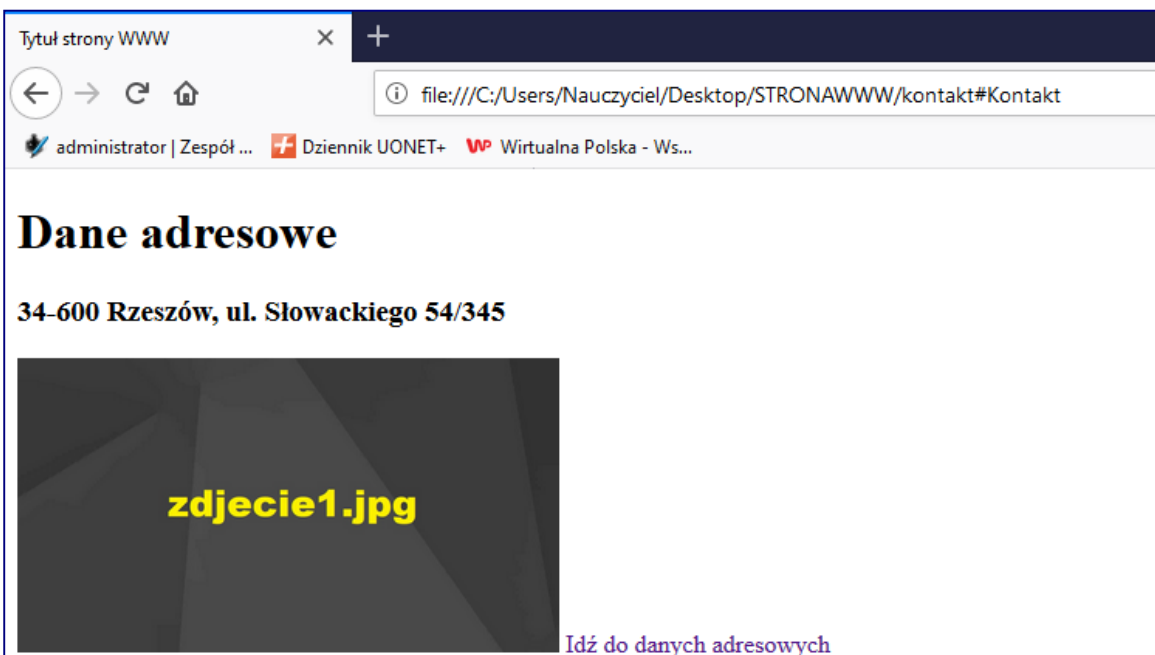 Tytuł strony WWW
file:///C:/Users/Nauczyciel/Desktop/STRONAWWW/kontakt#Kontakt
administrator | Zespół ... Dziennik UONET+ WP Wirtualna Polska - Ws...
Dane adresowe
34-600 Rzeszów, ul. Słowackiego 54/345
zdjecie1.jpg
Idź do danych adresowych